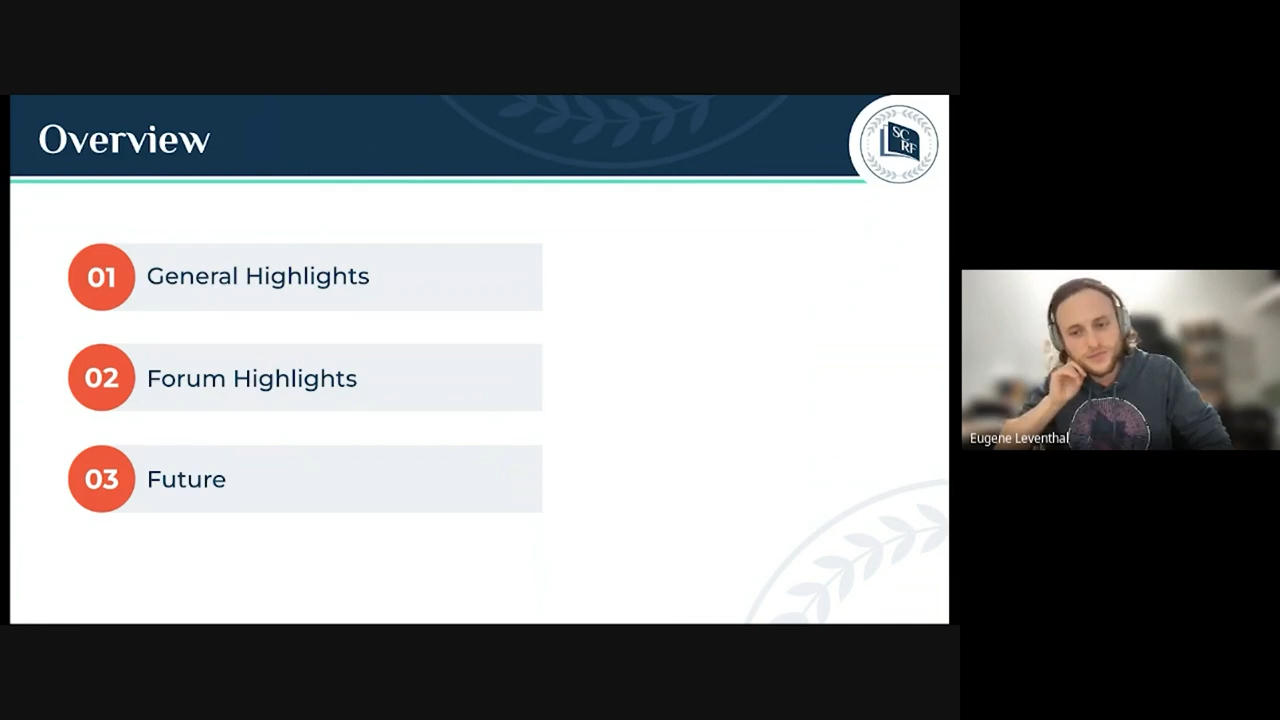 Overview
SC
RF
01
General Highlights
02
Forum Highlights
03
Future
Eugene Leventhal